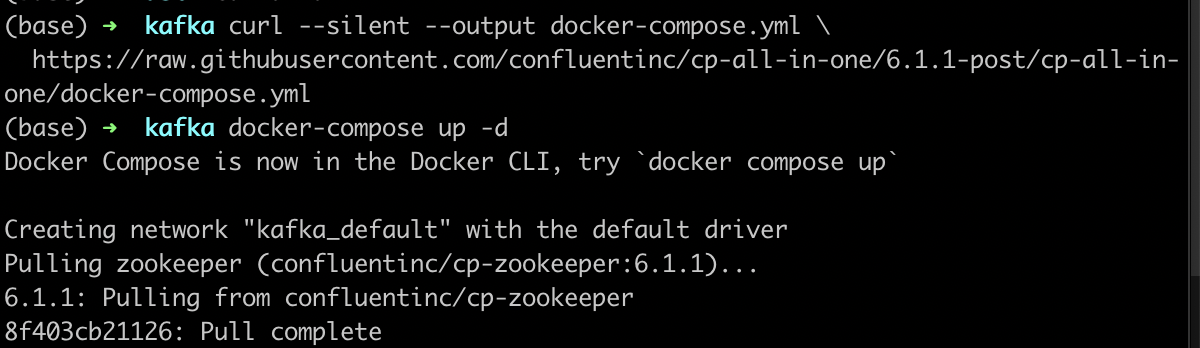 (base) ➜  kafka curl --silent --output docker-compose.yml \
  https://raw.githubusercontent.com/confluentinc/cp-all-in-one/6.1.1-post/cp-all-in-
one/docker-compose.yml
(base) ➜  kafka docker-compose up -d
Docker Compose is now in the Docker CLI, try `docker compose up`
Creating network "kafka_default" with the default driver
Pulling zookeeper (confluentinc/cp-zookeeper:6.1.1)...
6.1.1: Pulling from confluentinc/cp-zookeeper
8f403cb21126: Pull complete